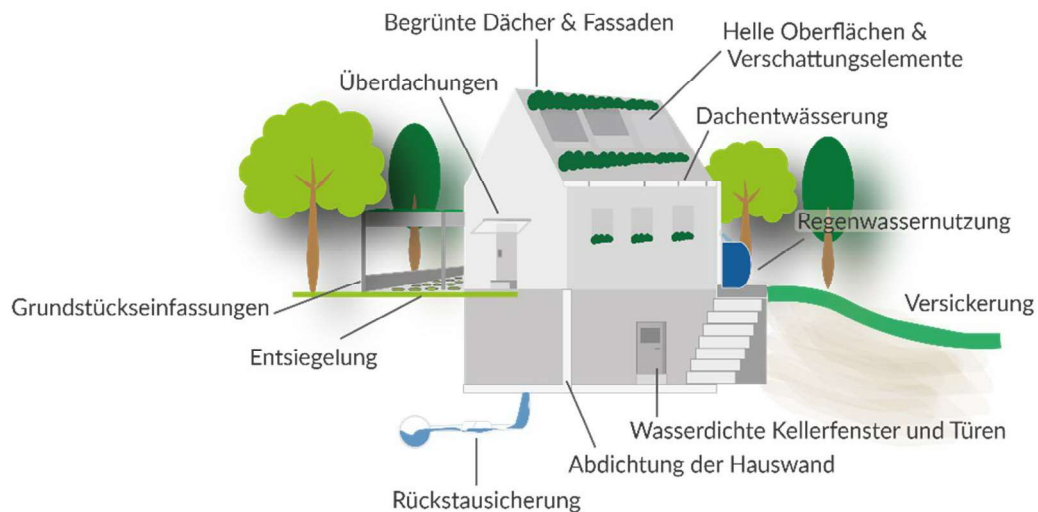 Begrünte Dächer & Fassaden
Helle Oberflächen &
Verschattungselemente
Überdachungen
Dachentwässerung
Regenwassernutzung
Grundstückseinfassungen
Versickerung
Entsiegelung
Wasserdichte Kellerfenster und Türen
Abdichtung der Hauswand
Rückstausicherung